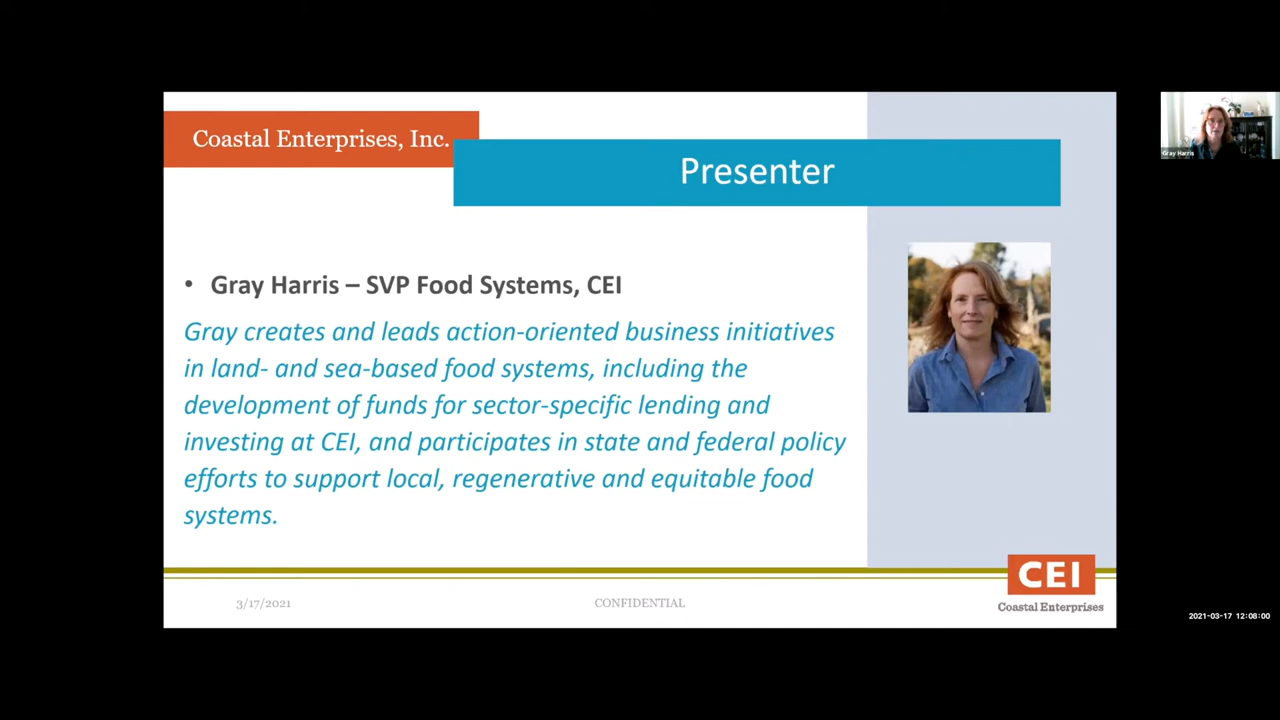 Coastal Enterprises, Inc.
Presenter
Gray Harris
• Gray Harris – SVP Food Systems, CEI
Gray creates and leads action-oriented business initiatives
in land- and sea-based food systems, including the
development of funds for sector-specific lending and
investing at CEI, and participates in state and federal policy
efforts to support local, regenerative and equitable food
systems.
CEI
Coastal Enterprises
3/17/2021
CONFIDENTIAL
2021-03-17 12:08:00